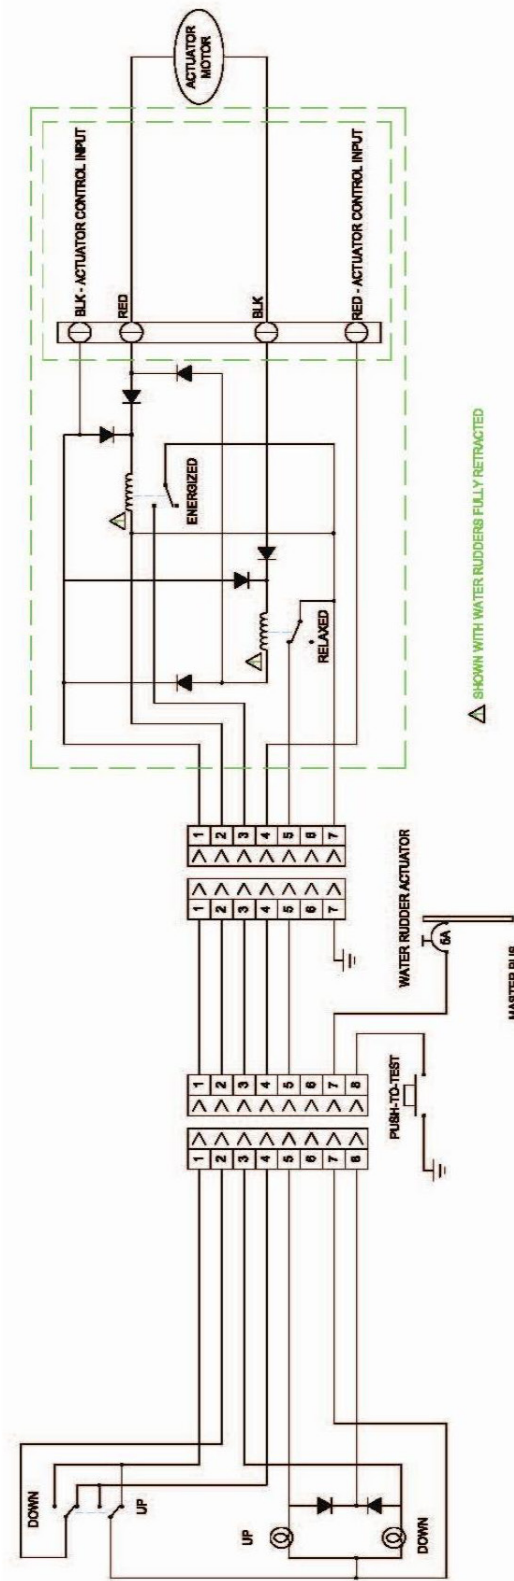 ACTUATOR
MOTOR
BLK - ACTUATOR CONTROL INPUT
RED
BLK
RED - ACTUATOR CONTROL INPUT
ENERGIZED
RELAXED
SHOWN WITH WATER RUDDERS FULLY RETRACTED
1
2
3
4
5
6
7
1
2
3
4
5
6
7
WATER RUDDER ACTUATOR
5A
MASTER BUS
1
2
3
4
5
6
7
8
1
2
3
4
5
6
7
8
PUSH-TO-TEST
DOWN
UP
UP
DOWN